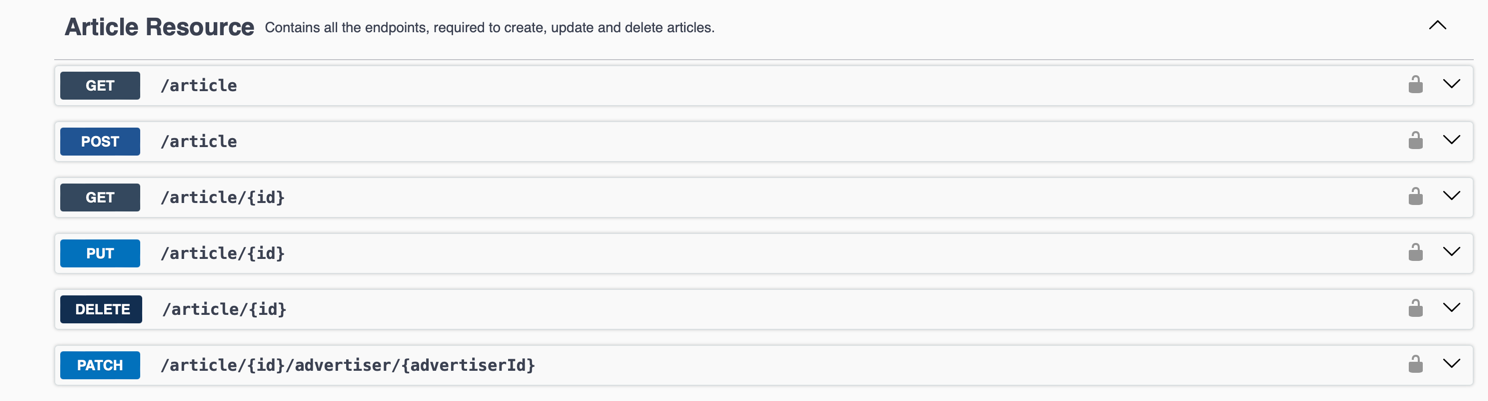 Article Resource Contains all the endpoints, required to create, update and delete articles.
GET /article
POST /article
GET /article/{id}
PUT /article/{id}
DELETE /article/{id}
PATCH /article/{id}/advertiser/{advertiserId}